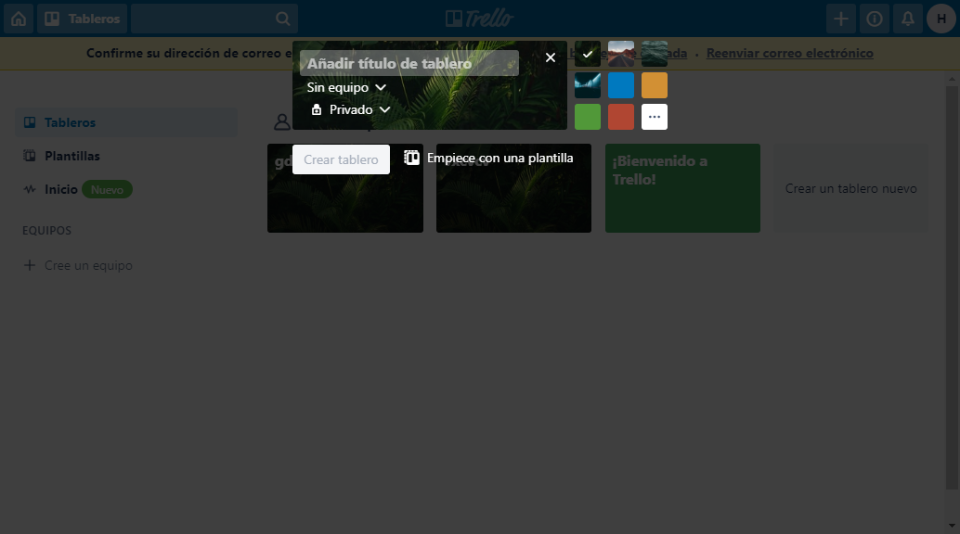 Tableros
Trello
H
Confirme su dirección de correo e
Reenviar correo electrónico
Añadir título de tablero
Sin equipo
Privado
Crear tablero
Empiece con una plantilla
Tableros
Plantillas
Inicio Nuevo
EQUIPOS
Cree un equipo
gd
¡Bienvenido a
Trello!
Crear un tablero nuevo